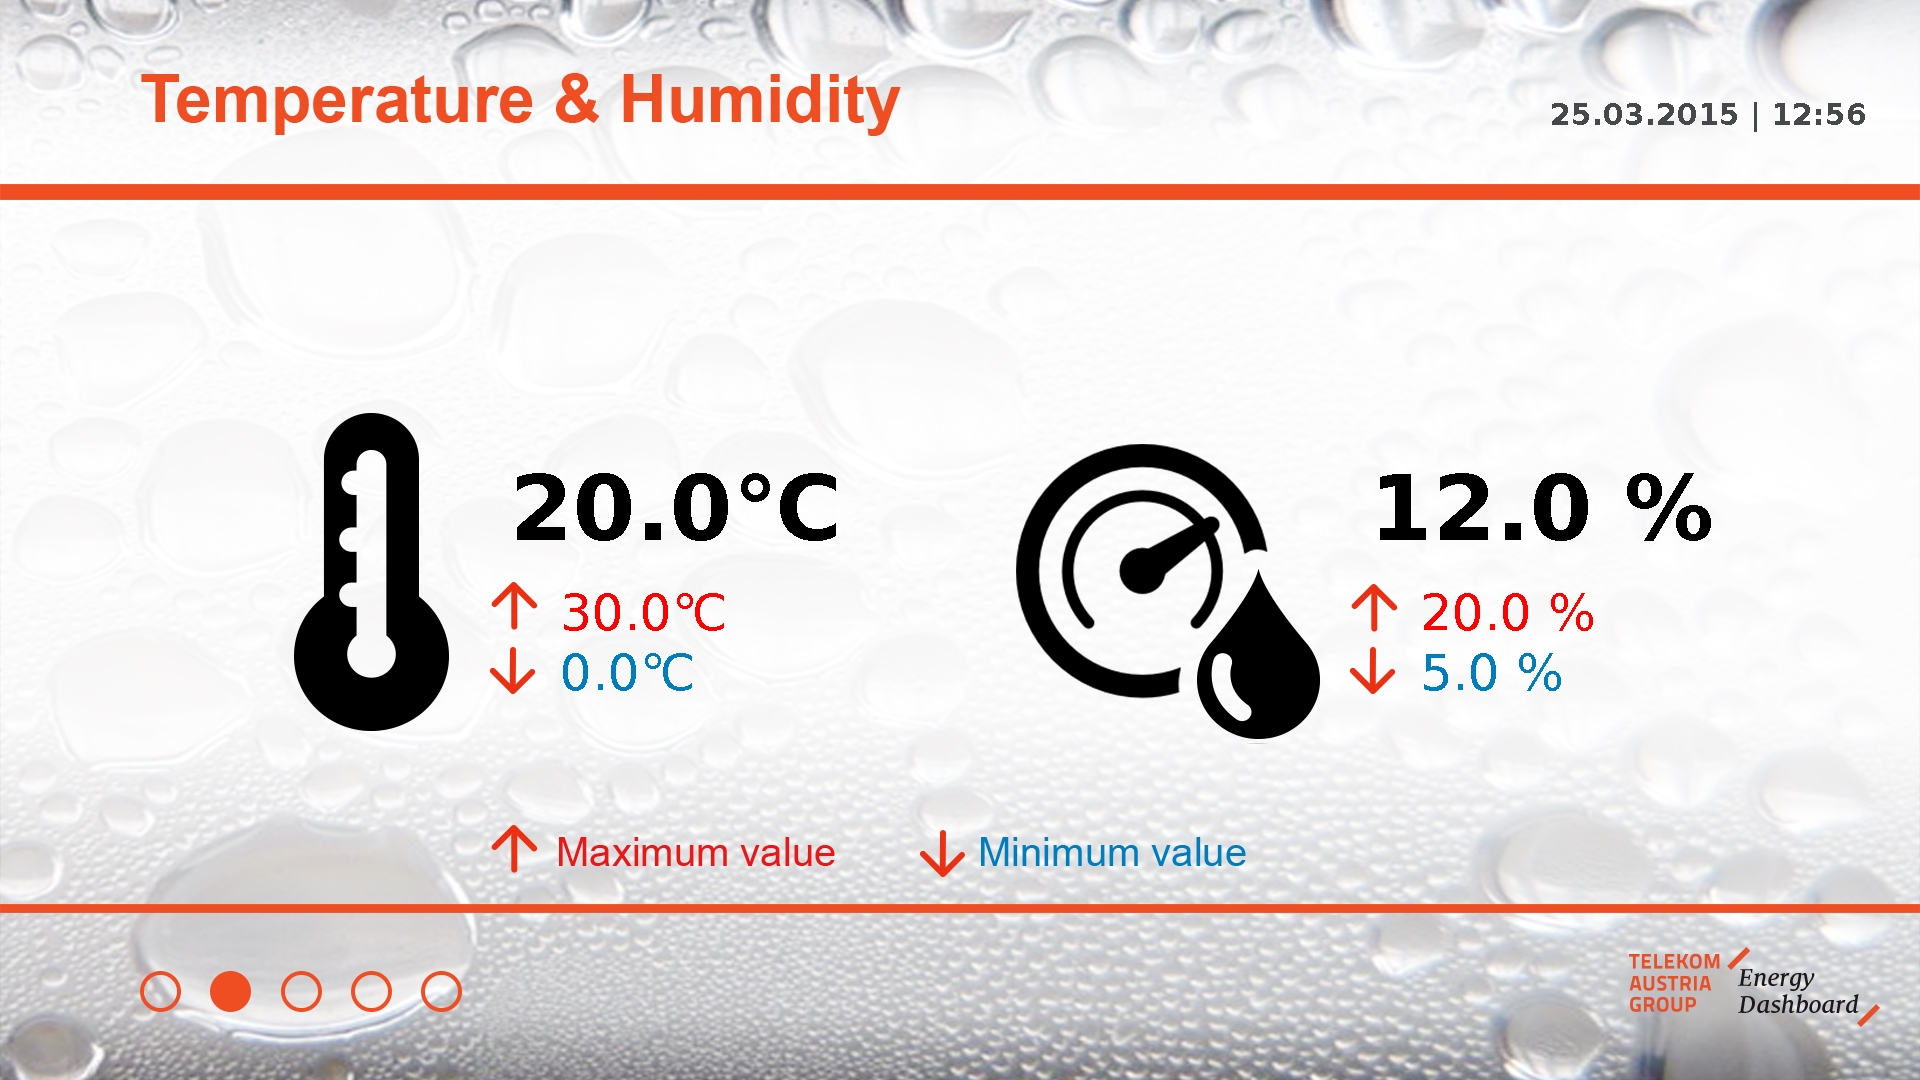 Temperature & Humidity
25.03.2015 | 12:56
20.0°C
30.0°C
0.0°C
12.0 %
20.0 %
5.0 %
Maximum value
Minimum value
TELEKOM
AUSTRIA
GROUP
Energy
Dashboard